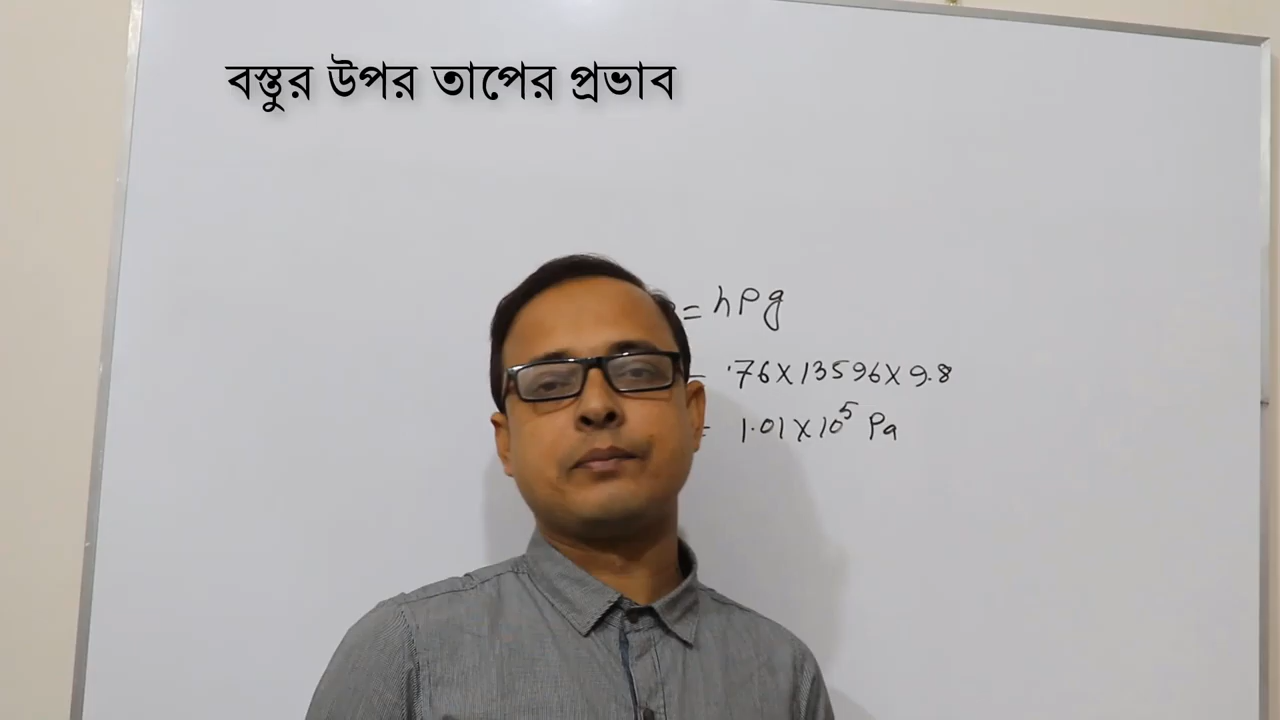 বস্তুর উপর তাপের প্রভাব
= hρg
= .76×13596×9.8
= 1.01×10⁵ Pa